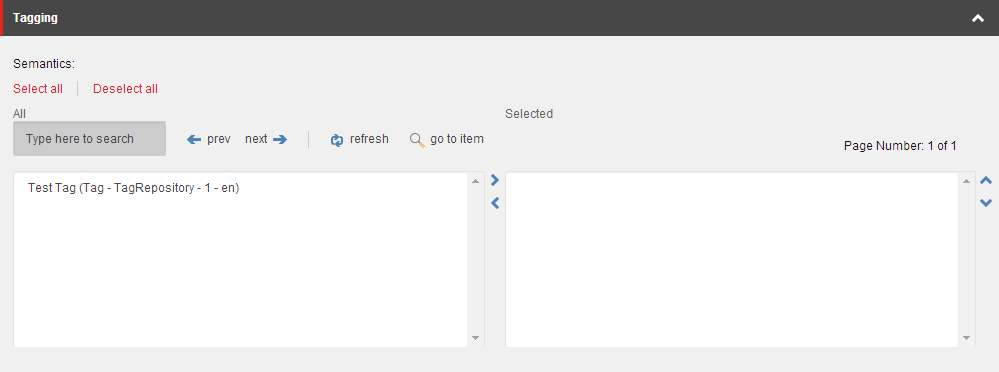 Tagging
Semantics:
Select all
Deselect all
All
Selected
Type here to search
prev
next
refresh
go to item
Page Number: 1 of 1
Test Tag (Tag - TagRepository - 1 - en)